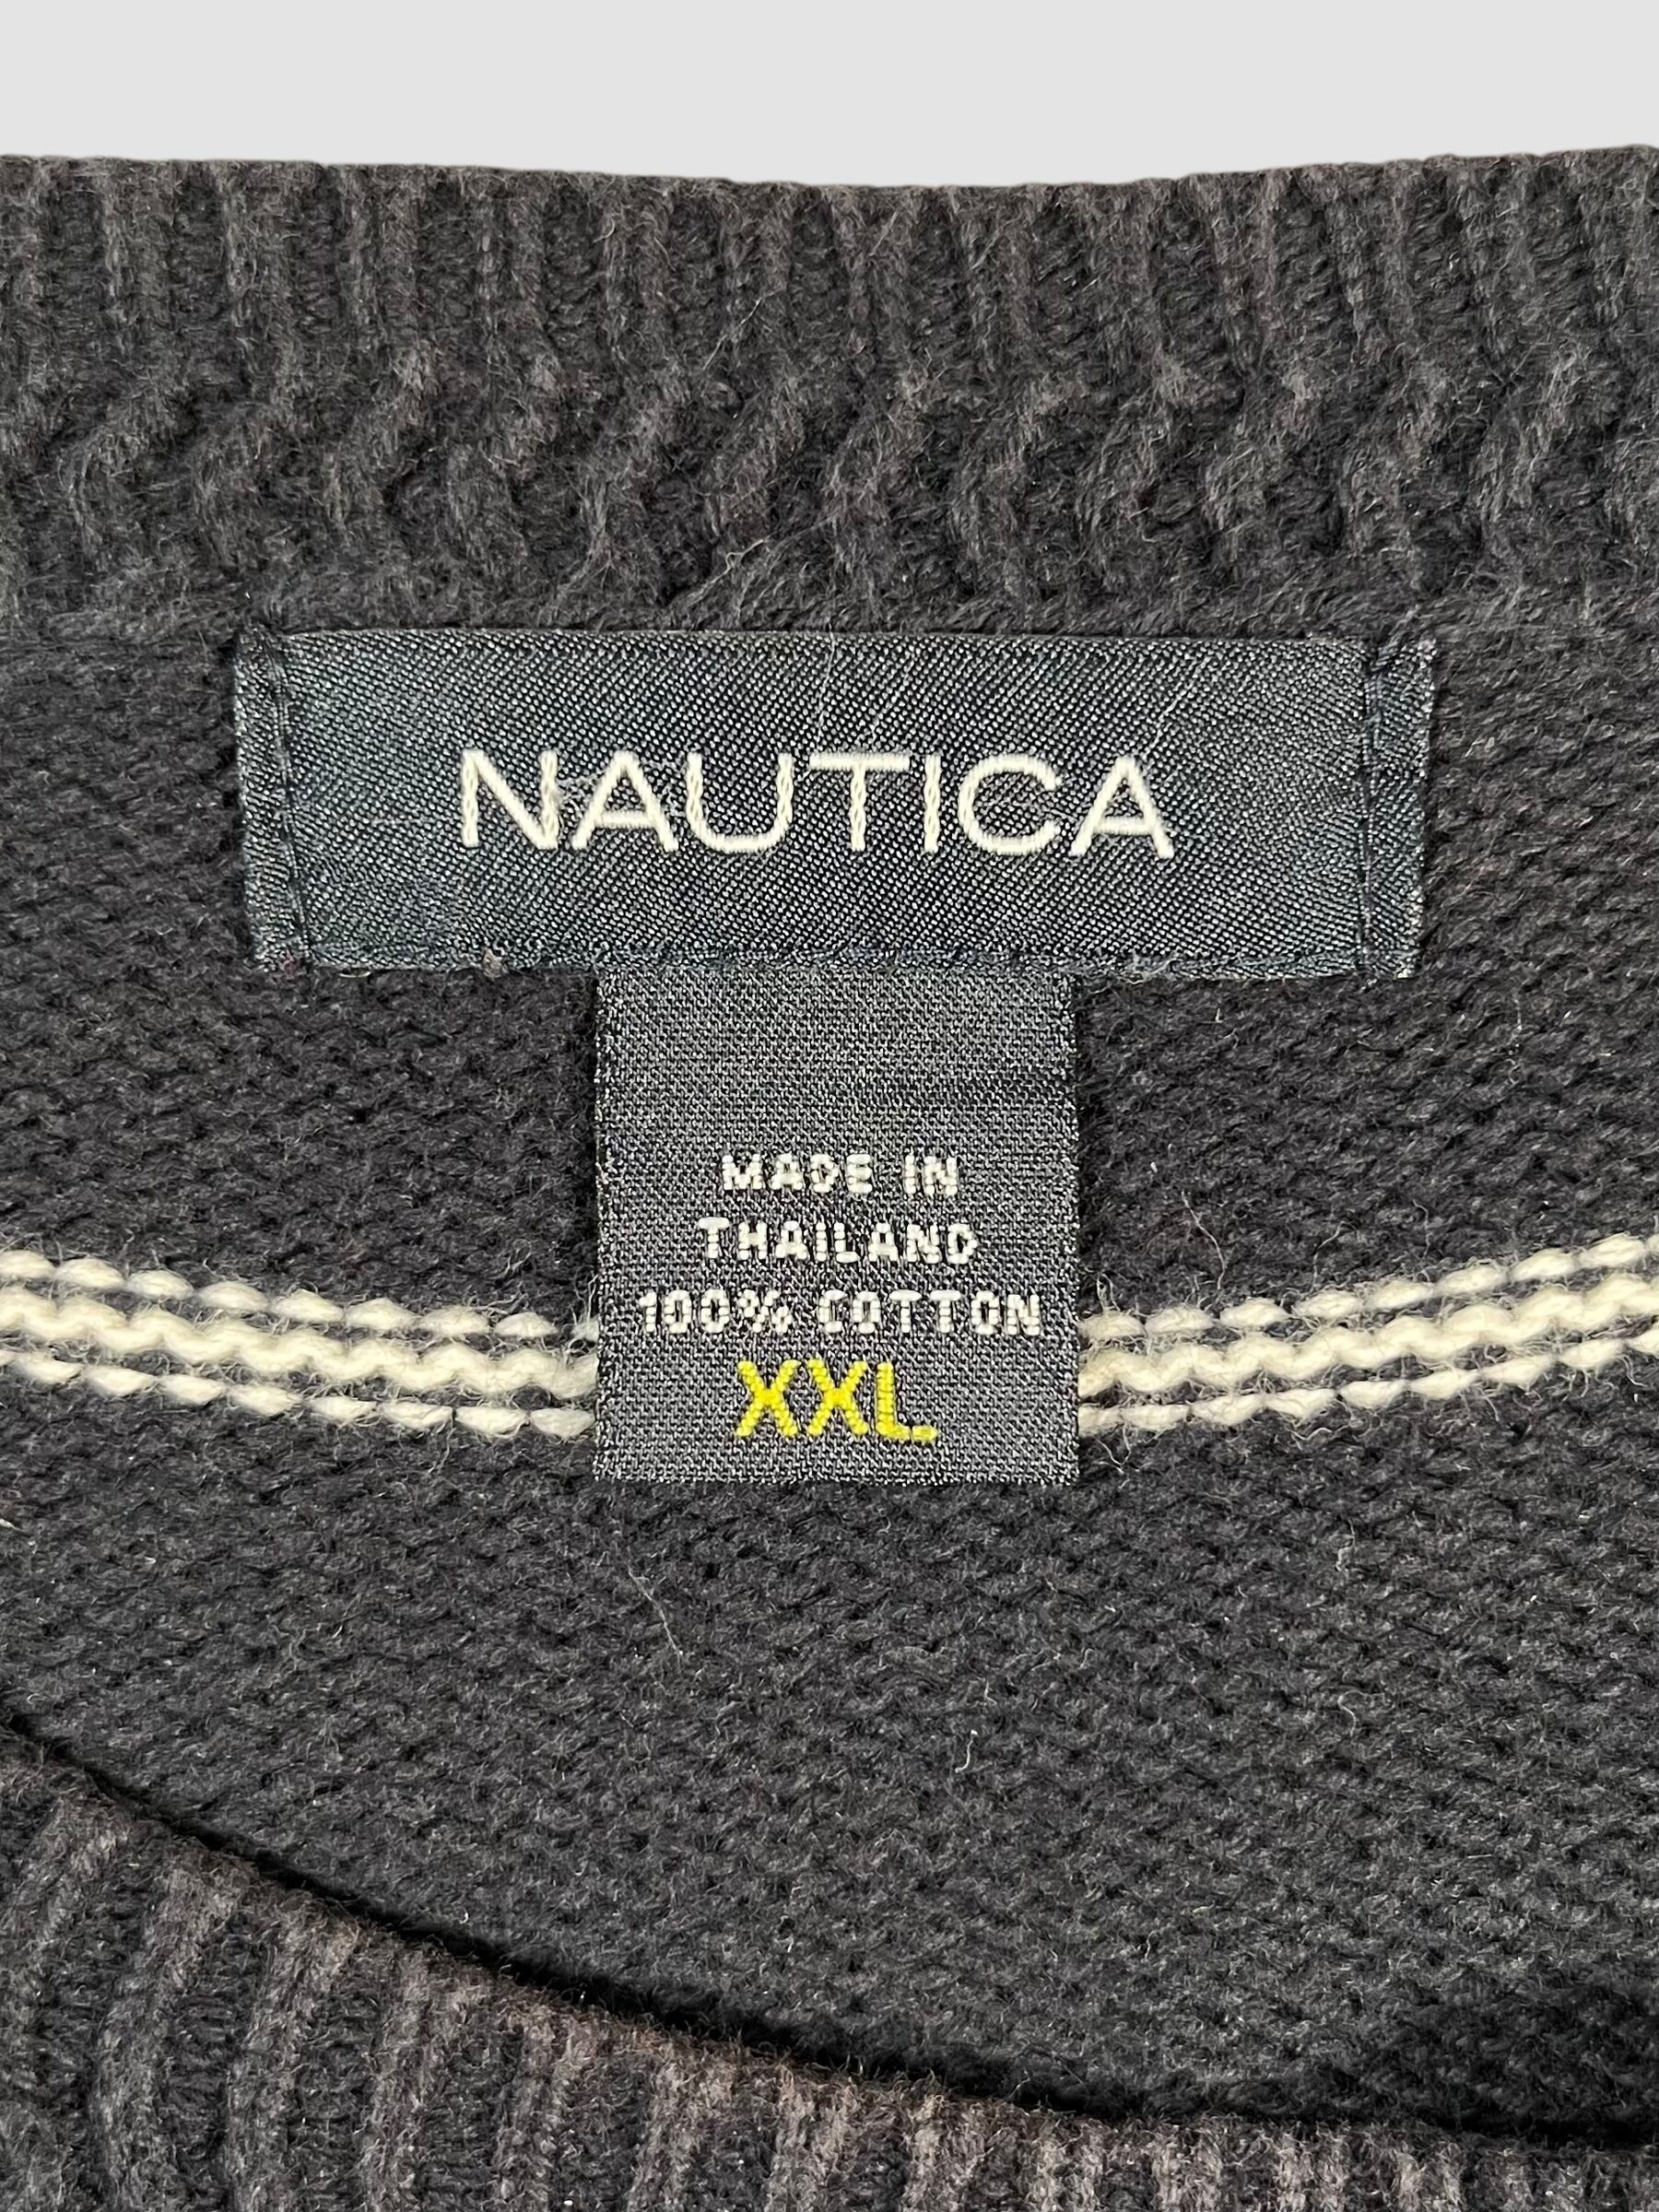 NAUTICA
MADE IN
THAILAND
100% COTTON
XXL